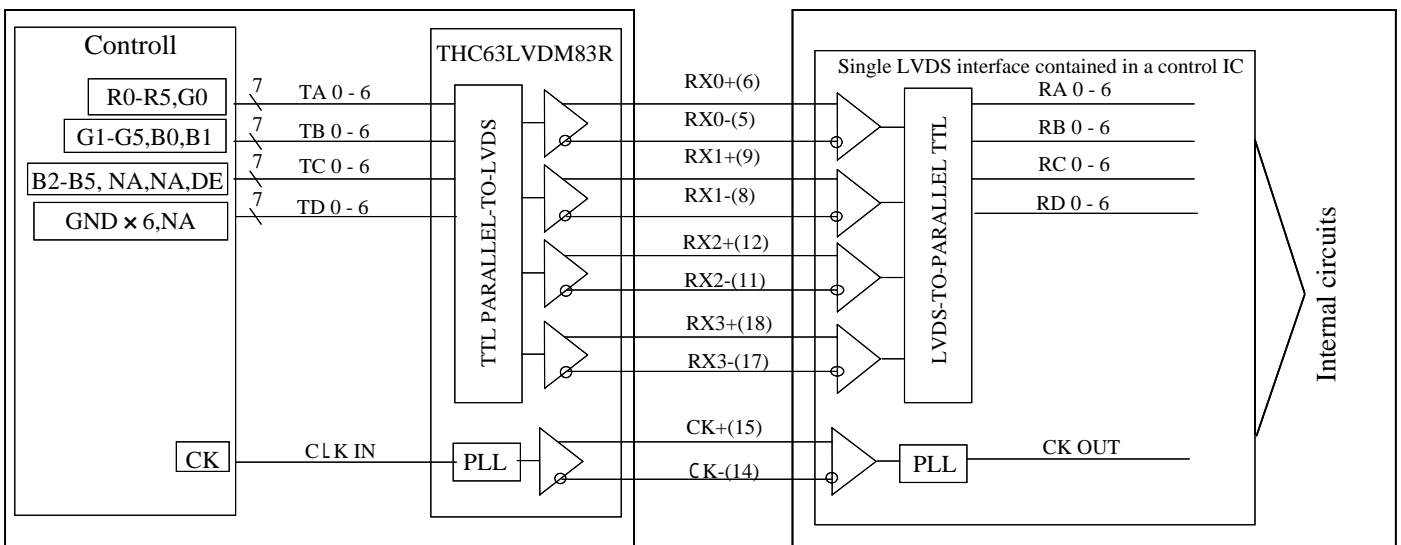 Controll
R0-R5,G0
G1-G5,B0,B1
B2-B5, NA,NA,DE
GND × 6,NA
CK
7
TA 0 - 6
7
TB 0 - 6
7
TC 0 - 6
7
TD 0 - 6
CLK IN
THC63LVDM83R
TTL PARALLEL-TO-LVDS
PLL
RX0+(6)
RX0-(5)
RX1+(9)
RX1-(8)
RX2+(12)
RX2-(11)
RX3+(18)
RX3-(17)
CK+(15)
CK-(14)
Single LVDS interface contained in a control IC
LVDS-TO-PARALLEL TTL
PLL
RA 0 - 6
RB 0 - 6
RC 0 - 6
RD 0 - 6
CK OUT
Internal circuits